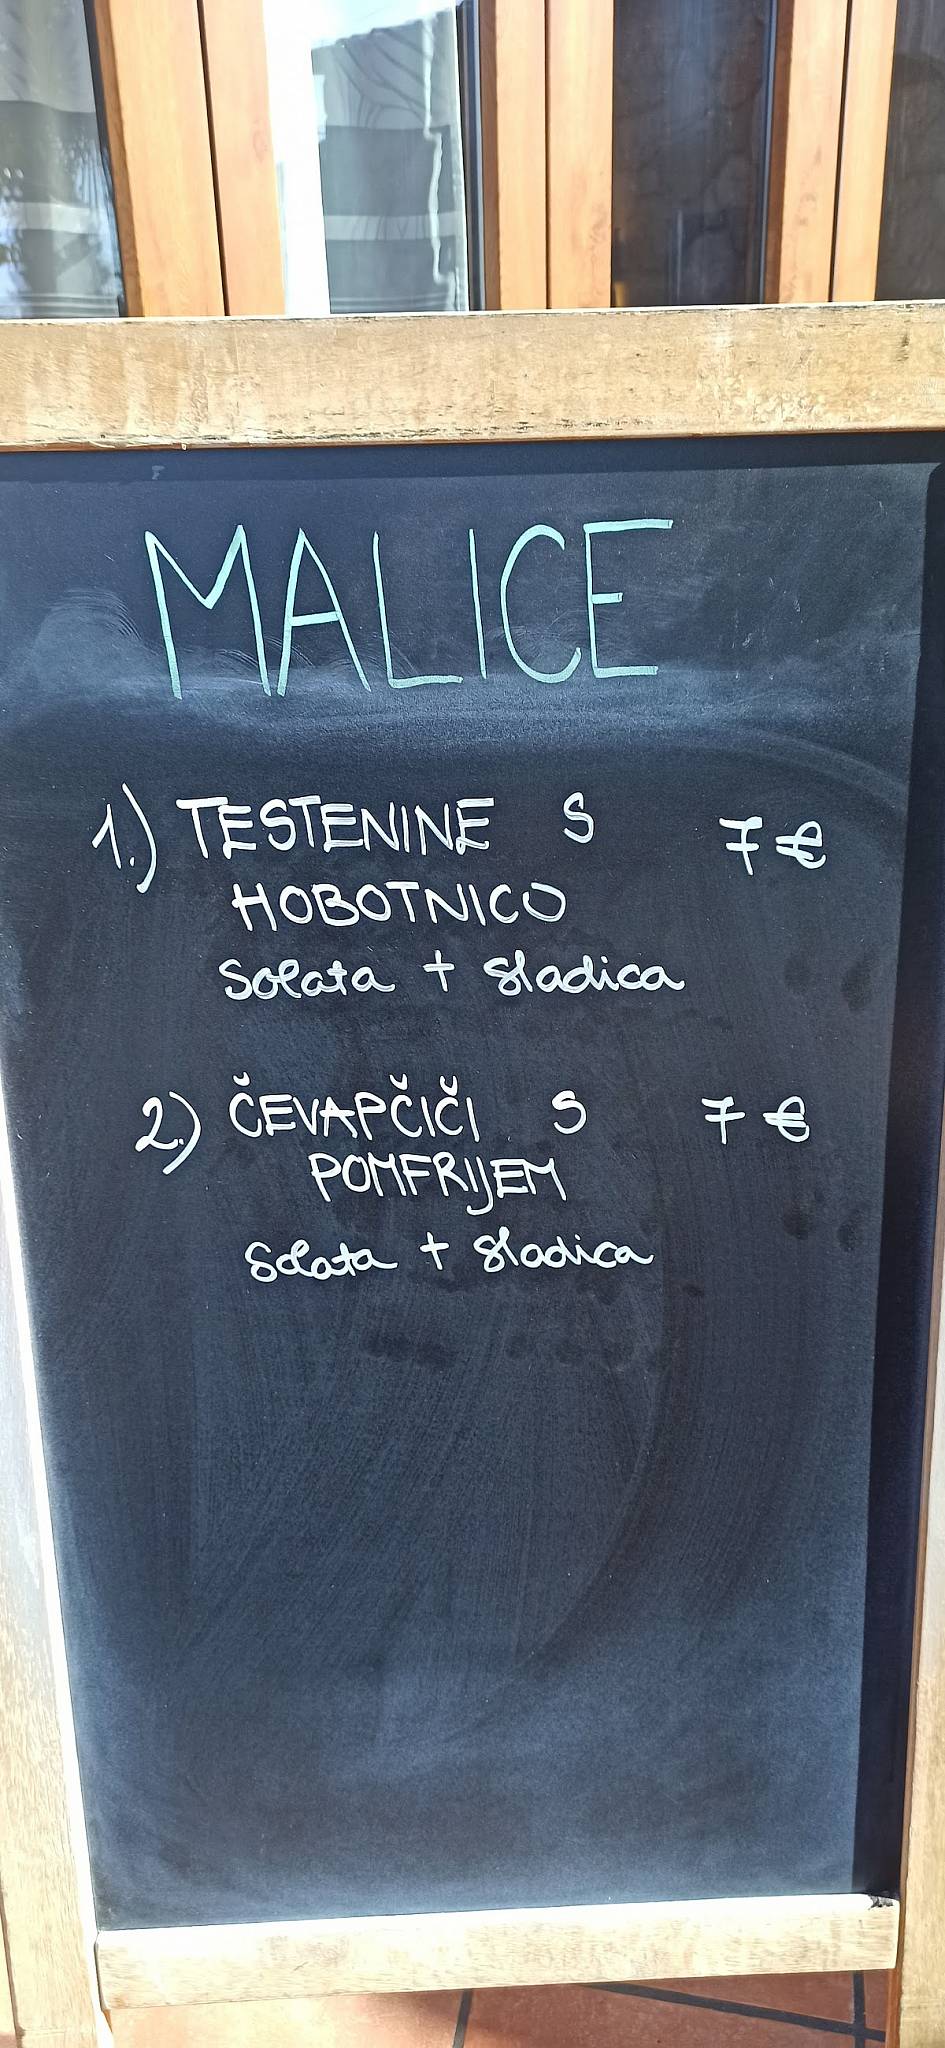 MALICE
1.) TESTENINE S 7 €
HOBOTNICO
solata + sladica
2.) ČEVAPČIČI S 7 €
POMFRIJEM
solata + sladica